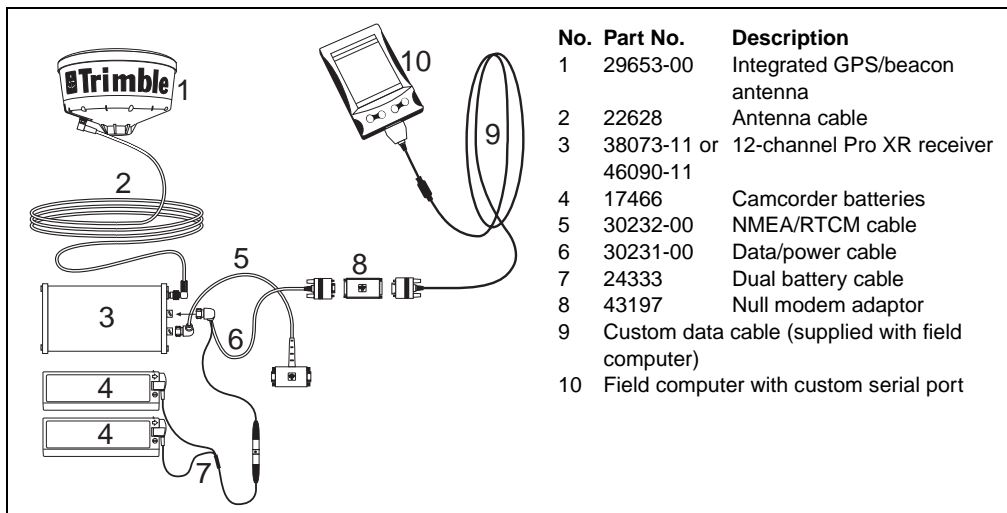 Trimble
1
2
3
4
4
5
6
7
8
9
10
No. Part No. Description
1 29653-00 Integrated GPS/beacon
antenna
2 22628 Antenna cable
3 38073-11 or 12-channel Pro XR receiver
46090-11
4 17466 Camcorder batteries
5 30232-00 NMEA/RTCM cable
6 30231-00 Data/power cable
7 24333 Dual battery cable
8 43197 Null modem adaptor
9 Custom data cable (supplied with field
computer)
10 Field computer with custom serial port